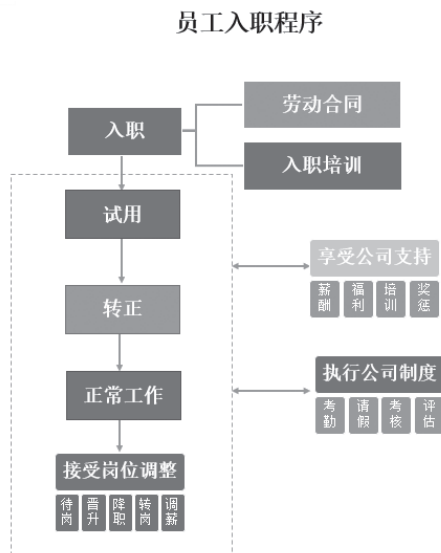 员工入职程序
入职
劳动合同
入职培训
试用
转正
正常工作
接受岗位调整
待岗
晋升
降职
转岗
调薪
享受公司支持
薪酬
福利
培训
奖惩
执行公司制度
考勤
请假
考核
评估